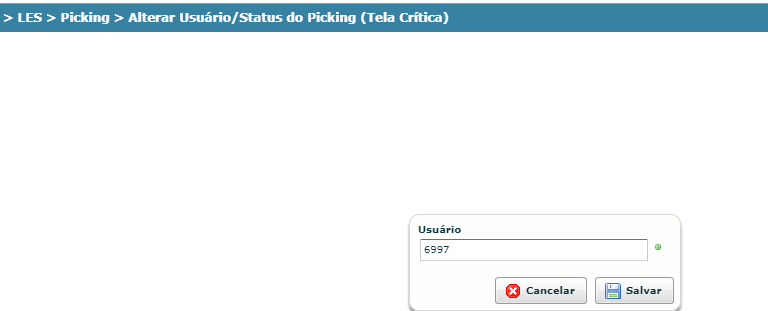 > LES > Picking > Alterar Usuário/Status do Picking (Tela Crítica)
Usuário
6997
Cancelar
Salvar